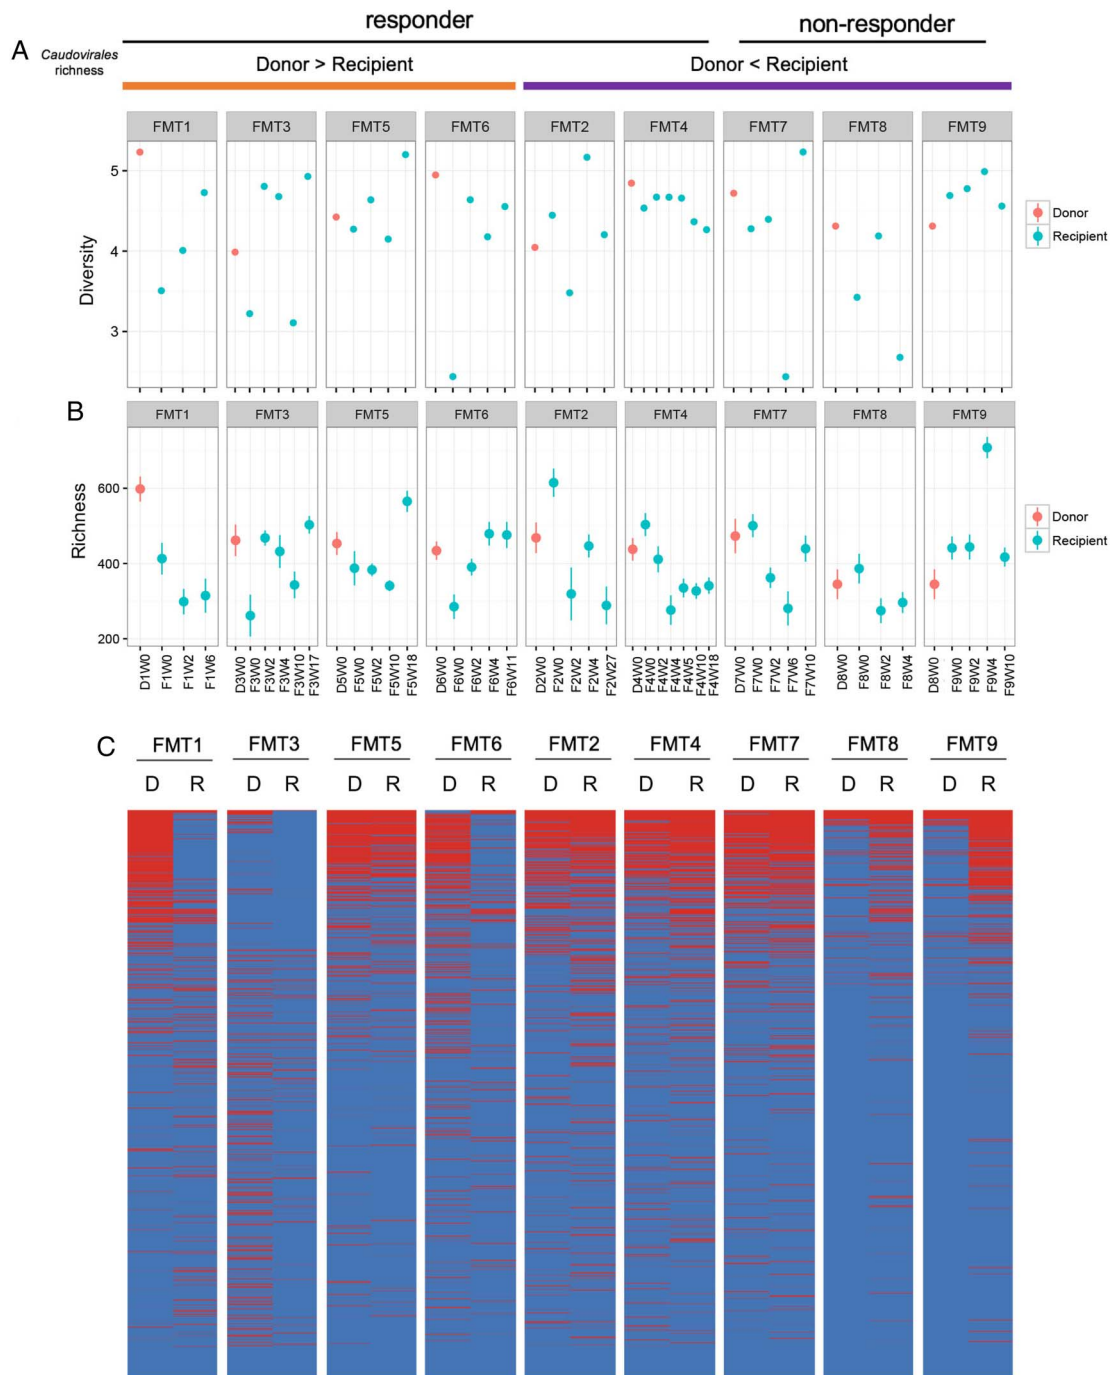 responder
non-responder
A
Caudovirales
richness
Donor > Recipient
Donor < Recipient
FMT1
FMT3
FMT5
FMT6
FMT2
FMT4
FMT7
FMT8
FMT9
Diversity
5
4
3
Donor
Recipient
B
FMT1
FMT3
FMT5
FMT6
FMT2
FMT4
FMT7
FMT8
FMT9
Richness
600
400
200
Donor
Recipient
D1W0
F1W0
F1W2
F1W6
D3W0
F3W0
F3W2
F3W4
F3W10
F3W17
D5W0
F5W0
F5W2
F5W10
F5W18
D6W0
F6W0
F6W2
F6W4
F6W11
D2W0
F2W0
F2W2
F2W4
F2W27
D4W0
F4W0
F4W2
F4W4
F4W5
F4W10
F4W18
D7W0
F7W0
F7W2
F7W6
F7W10
D8W0
F8W0
F8W2
F8W4
D8W0
F9W0
F9W2
F9W4
F9W10
C
FMT1
FMT3
FMT5
FMT6
FMT2
FMT4
FMT7
FMT8
FMT9
D R
D R
D R
D R
D R
D R
D R
D R
D R